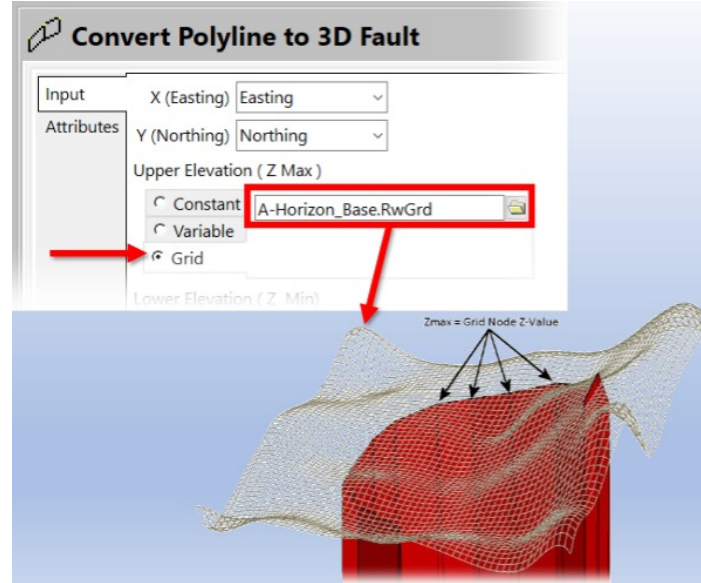 Convert Polyline to 3D Fault
Input
X (Easting) Easting
Attributes
Y (Northing) Northing
Upper Elevation ( Z Max )
Constant
A-Horizon_Base.RwGrd
Variable
Grid
Lower Elevation ( Z Min)
Zmax = Grid Node Z-Value